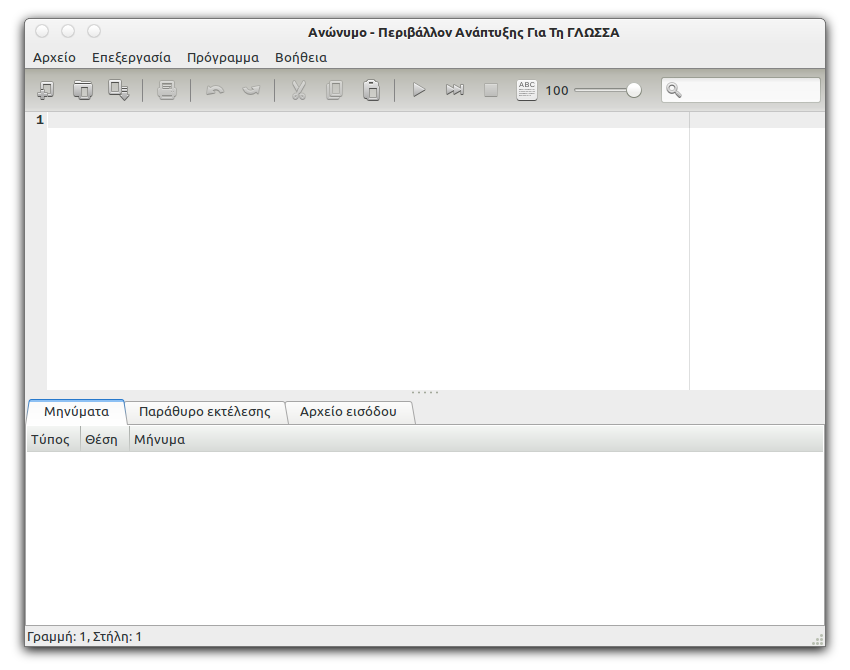 Ανώνυμο - Περιβάλλον Ανάπτυξης Για Τη ΓΛΩΣΣΑ
Αρχείο Επεξεργασία Πρόγραμμα Βοήθεια
ABC 100
1
Μηνύματα Παράθυρο εκτέλεσης Αρχείο εισόδου
Τύπος Θέση Μήνυμα
Γραμμή: 1, Στήλη: 1